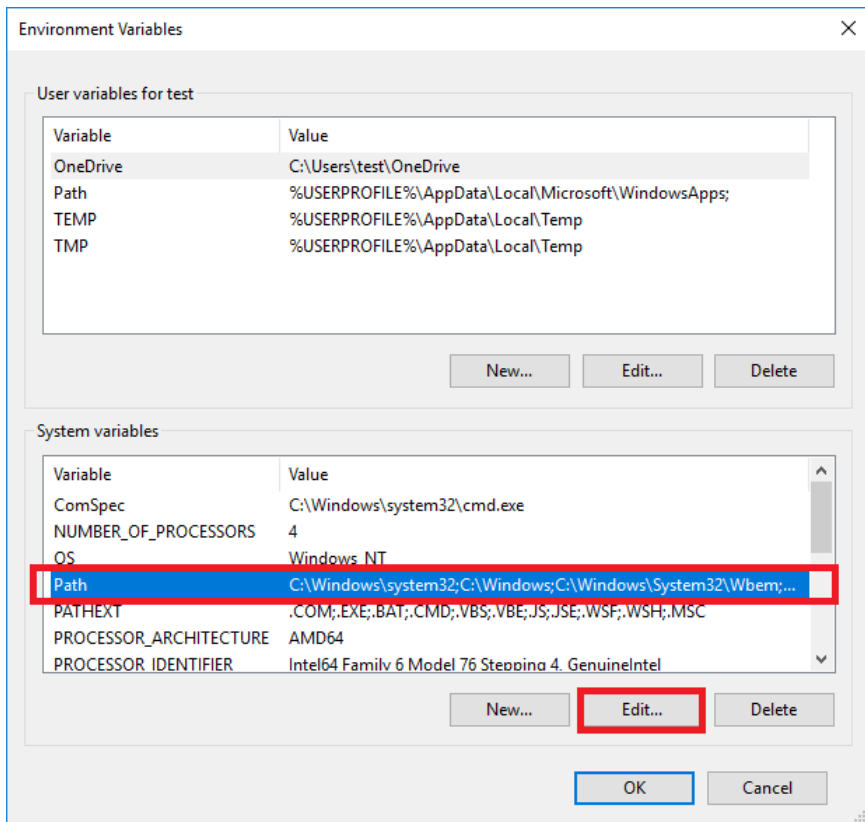 Environment Variables
User variables for test
Variable Value
OneDrive C:\Users\test\OneDrive
Path %USERPROFILE%\AppData\Local\Microsoft\WindowsApps;
TEMP %USERPROFILE%\AppData\Local\Temp
TMP %USERPROFILE%\AppData\Local\Temp
New... Edit... Delete
System variables
Variable Value
ComSpec C:\Windows\system32\cmd.exe
NUMBER_OF_PROCESSORS 4
OS Windows_NT
Path C:\Windows\system32;C:\Windows;C:\Windows\System32\Wbem;...
PATHEXT .COM;.EXE;.BAT;.CMD;.VBS;.VBE;.JS;.JSE;.WSF;.WSH;.MSC
PROCESSOR_ARCHITECTURE AMD64
PROCESSOR_IDENTIFIER Intel64 Family 6 Model 76 Stepping 4, GenuineIntel
New... Edit... Delete
OK Cancel